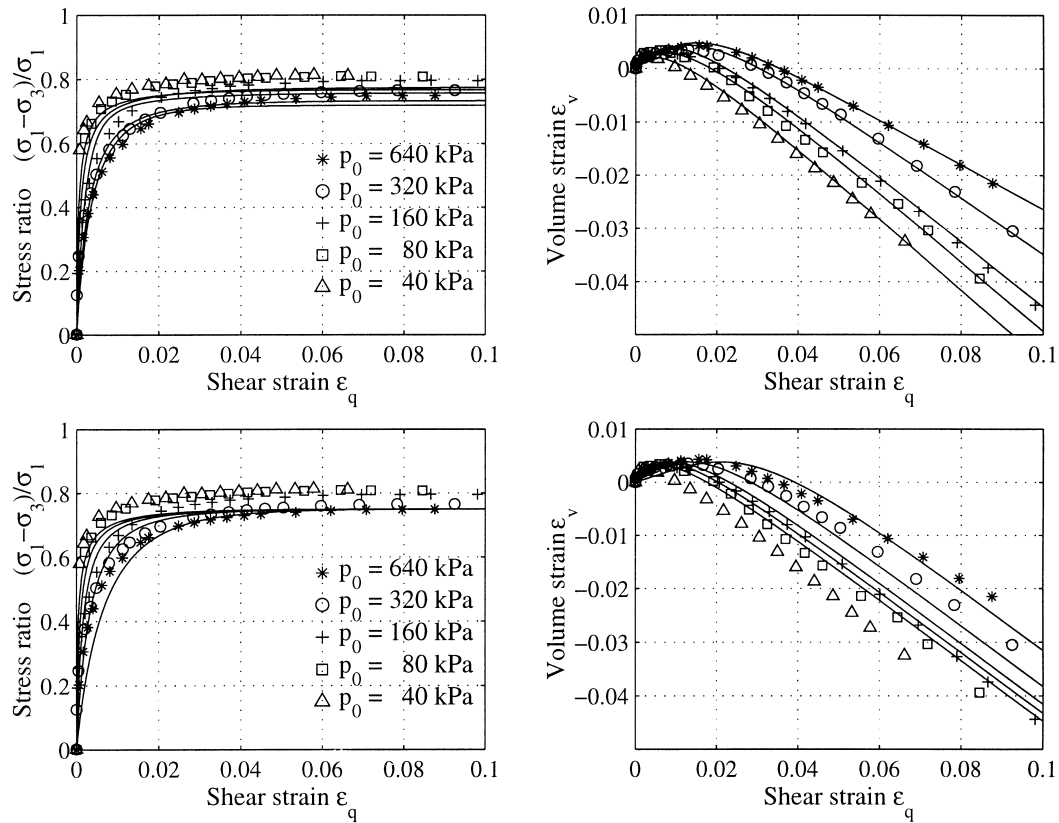 1
0.8
0.6
0.4
0.2
0
Stress ratio (σ1−σ3)/σ1
∗ p0 = 640 kPa
○ p0 = 320 kPa
+ p0 = 160 kPa
□ p0 = 80 kPa
△ p0 = 40 kPa
0 0.02 0.04 0.06 0.08 0.1
Shear strain εq
0.01
0
−0.01
−0.02
−0.03
−0.04
Volume strain εv
0 0.02 0.04 0.06 0.08 0.1
Shear strain εq
1
0.8
0.6
0.4
0.2
0
Stress ratio (σ1−σ3)/σ1
∗ p0 = 640 kPa
○ p0 = 320 kPa
+ p0 = 160 kPa
□ p0 = 80 kPa
△ p0 = 40 kPa
0 0.02 0.04 0.06 0.08 0.1
Shear strain εq
0.01
0
−0.01
−0.02
−0.03
−0.04
Volume strain εv
0 0.02 0.04 0.06 0.08 0.1
Shear strain εq